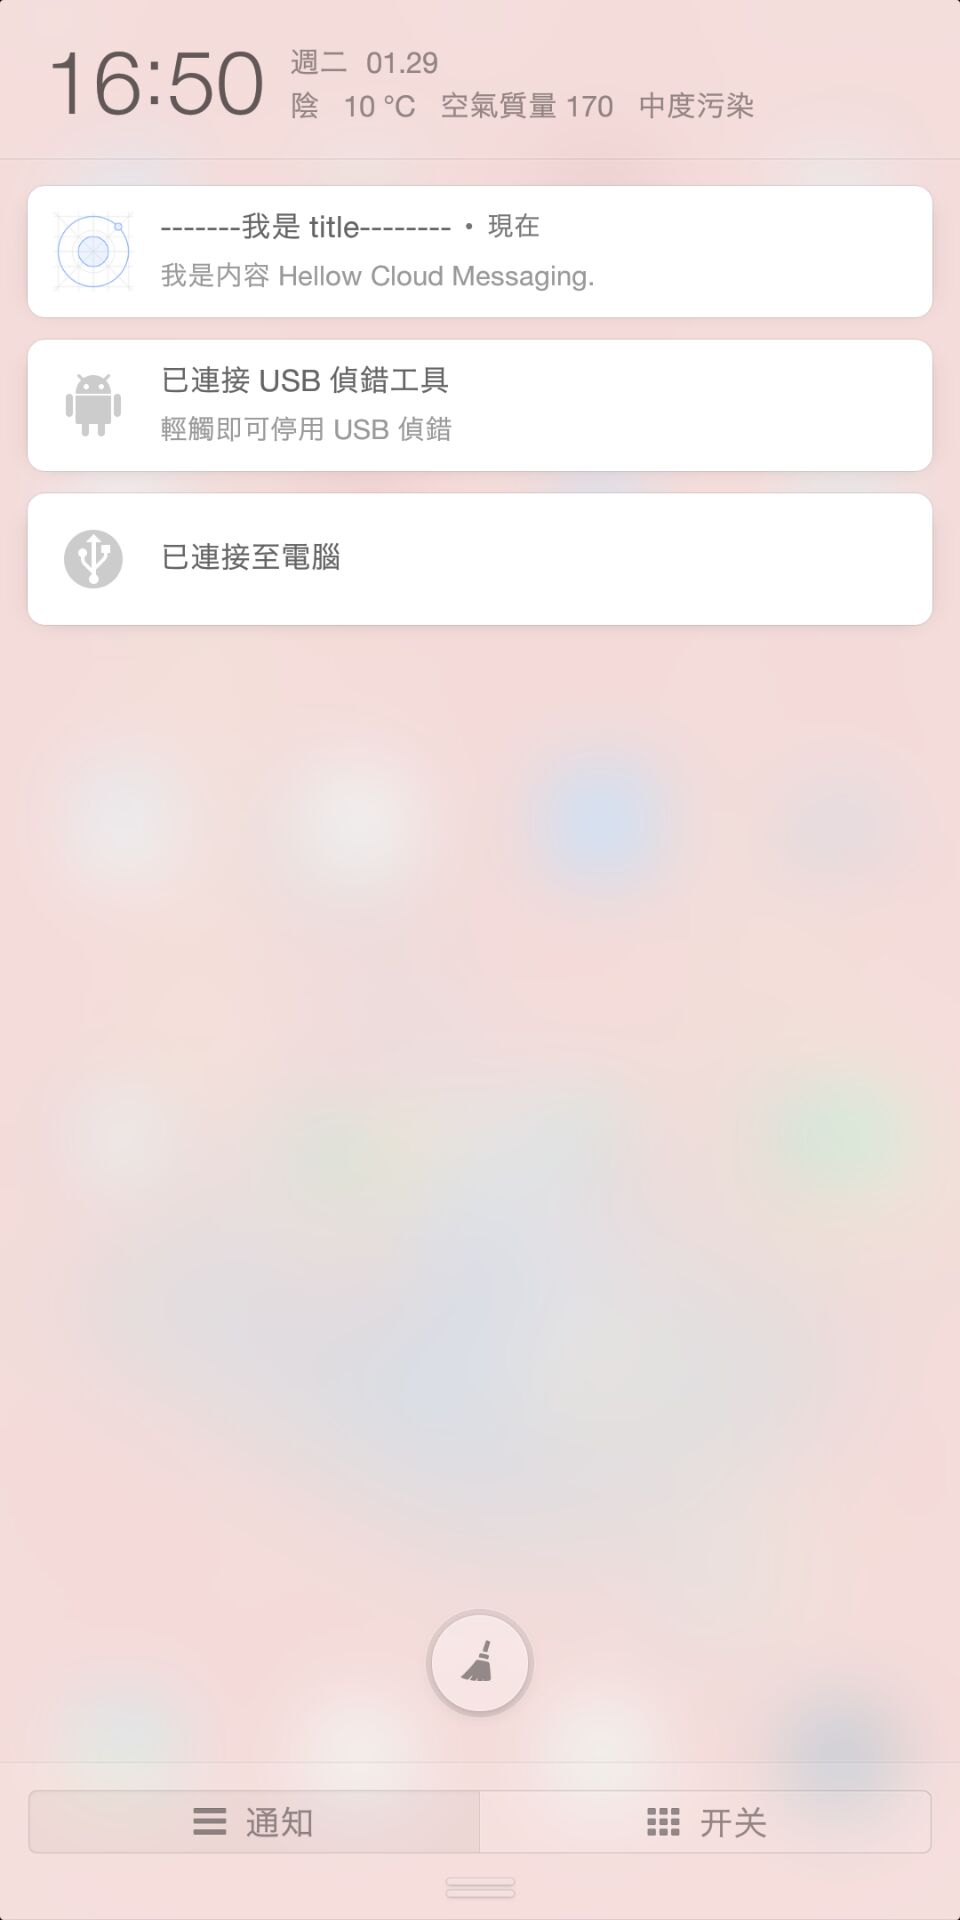 16:50
週二 01.29
陰 10 °C 空氣質量 170 中度污染
-------我是 title-------- • 現在
我是内容 Hellow Cloud Messaging.
已連接 USB 偵錯工具
輕觸即可停用 USB 偵錯
已連接至電腦
通知
开关